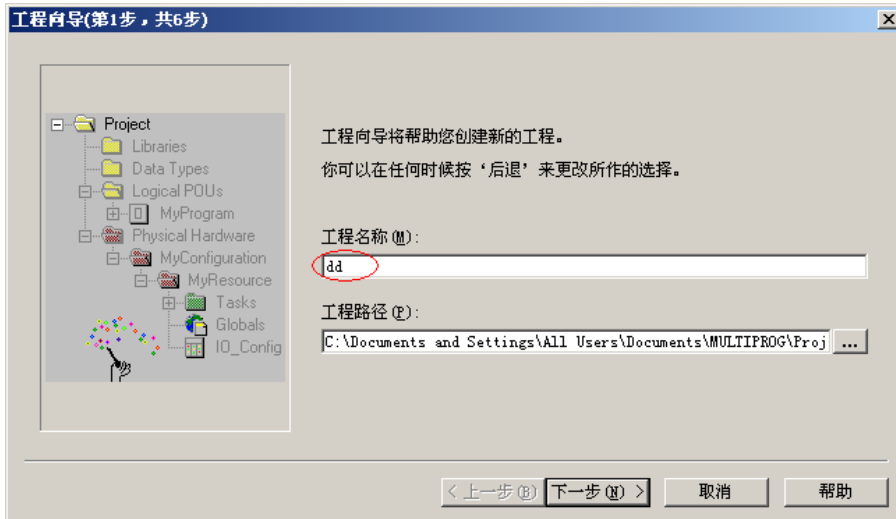 工程向导(第1步，共6步)
Project
Libraries
Data Types
Logical POUs
MyProgram
Physical Hardware
MyConfiguration
MyResource
Tasks
Globals
IO_Config
工程向导将帮助您创建新的工程。
你可以在任何时候按‘后退’来更改所作的选择。
工程名称(M):
dd
工程路径(P):
C:\Documents and Settings\All Users\Documents\MULTIPROG\Proj ...
< 上一步(B) 下一步(N) > 取消 帮助